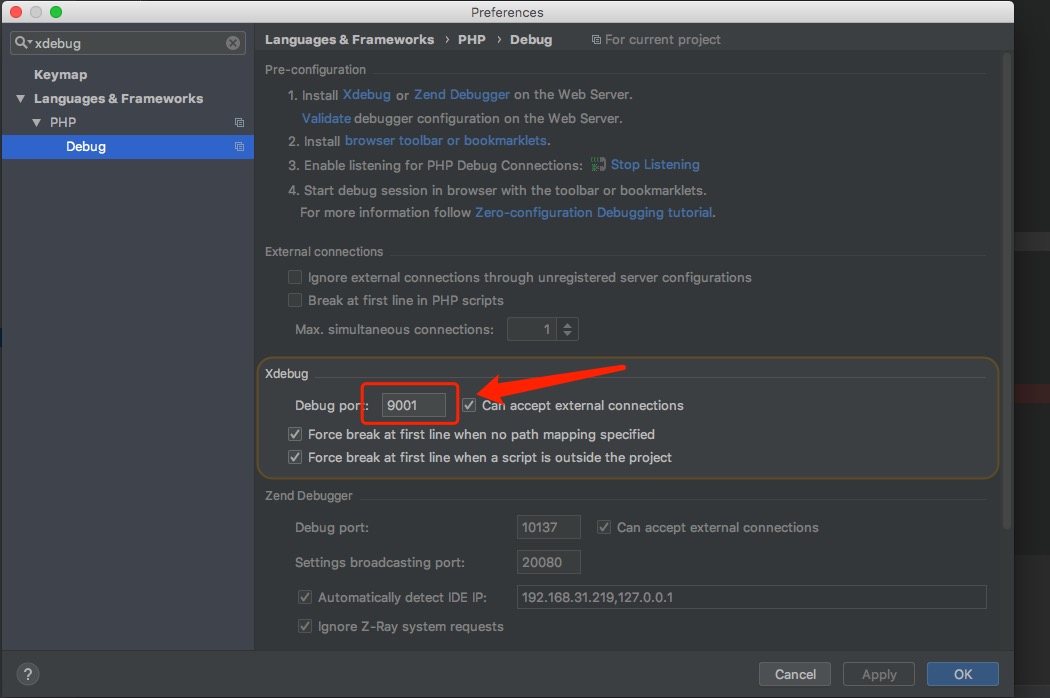 Preferences
xdebug
Languages & Frameworks › PHP › Debug For current project
Keymap
Languages & Frameworks
PHP
Debug
Pre-configuration
1. Install Xdebug or Zend Debugger on the Web Server.
Validate debugger configuration on the Web Server.
2. Install browser toolbar or bookmarklets.
3. Enable listening for PHP Debug Connections: Stop Listening
4. Start debug session in browser with the toolbar or bookmarklets.
For more information follow Zero-configuration Debugging tutorial.
External connections
Ignore external connections through unregistered server configurations
Break at first line in PHP scripts
Max. simultaneous connections: 1
Xdebug
Debug port: 9001 Can accept external connections
Force break at first line when no path mapping specified
Force break at first line when a script is outside the project
Zend Debugger
Debug port: 10137 Can accept external connections
Settings broadcasting port: 20080
Automatically detect IDE IP: 192.168.31.219,127.0.0.1
Ignore Z-Ray system requests
? Cancel Apply OK